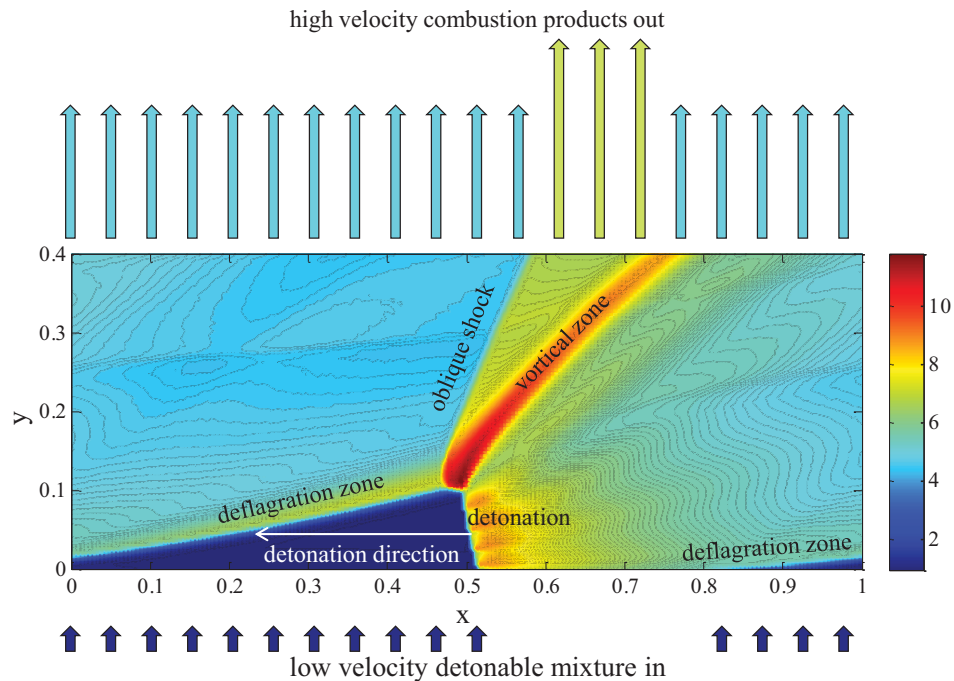 high velocity combustion products out
0.4
0.3
0.2
0.1
0
y
oblique shock
vortical zone
deflagration zone
detonation
detonation direction
deflagration zone
10
8
6
4
2
0 0.1 0.2 0.3 0.4 0.5 0.6 0.7 0.8 0.9 1
x
low velocity detonable mixture in